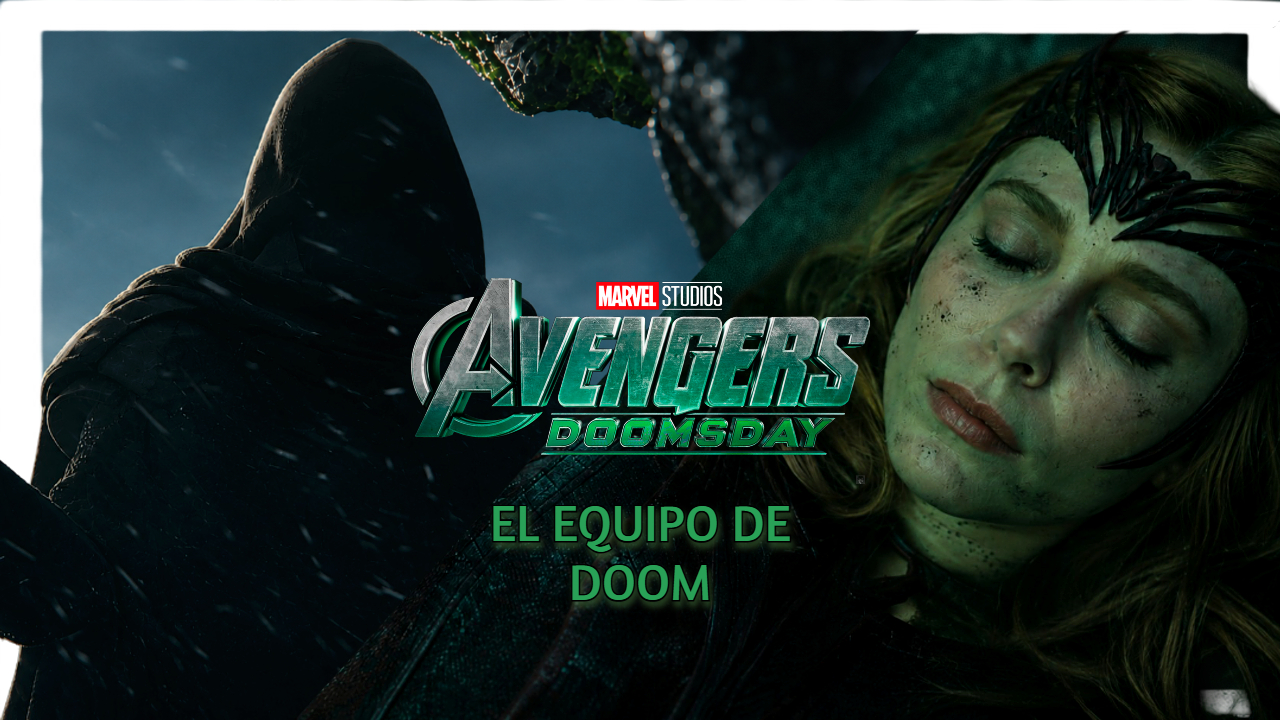 MARVEL STUDIOS
AVENGERS
DOOMSDAY
EL EQUIPO DE
DOOM